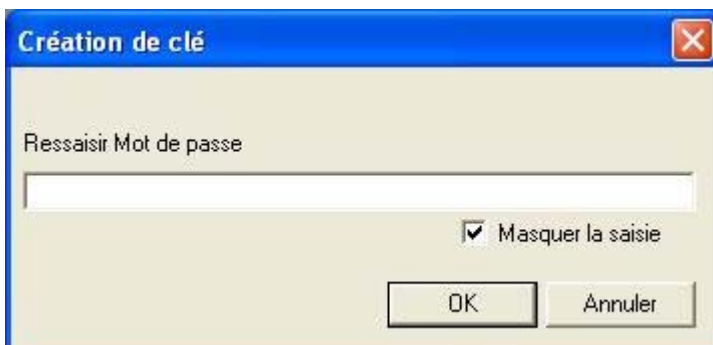 Création de clé
Ressaisir Mot de passe
Masquer la saisie
OK Annuler